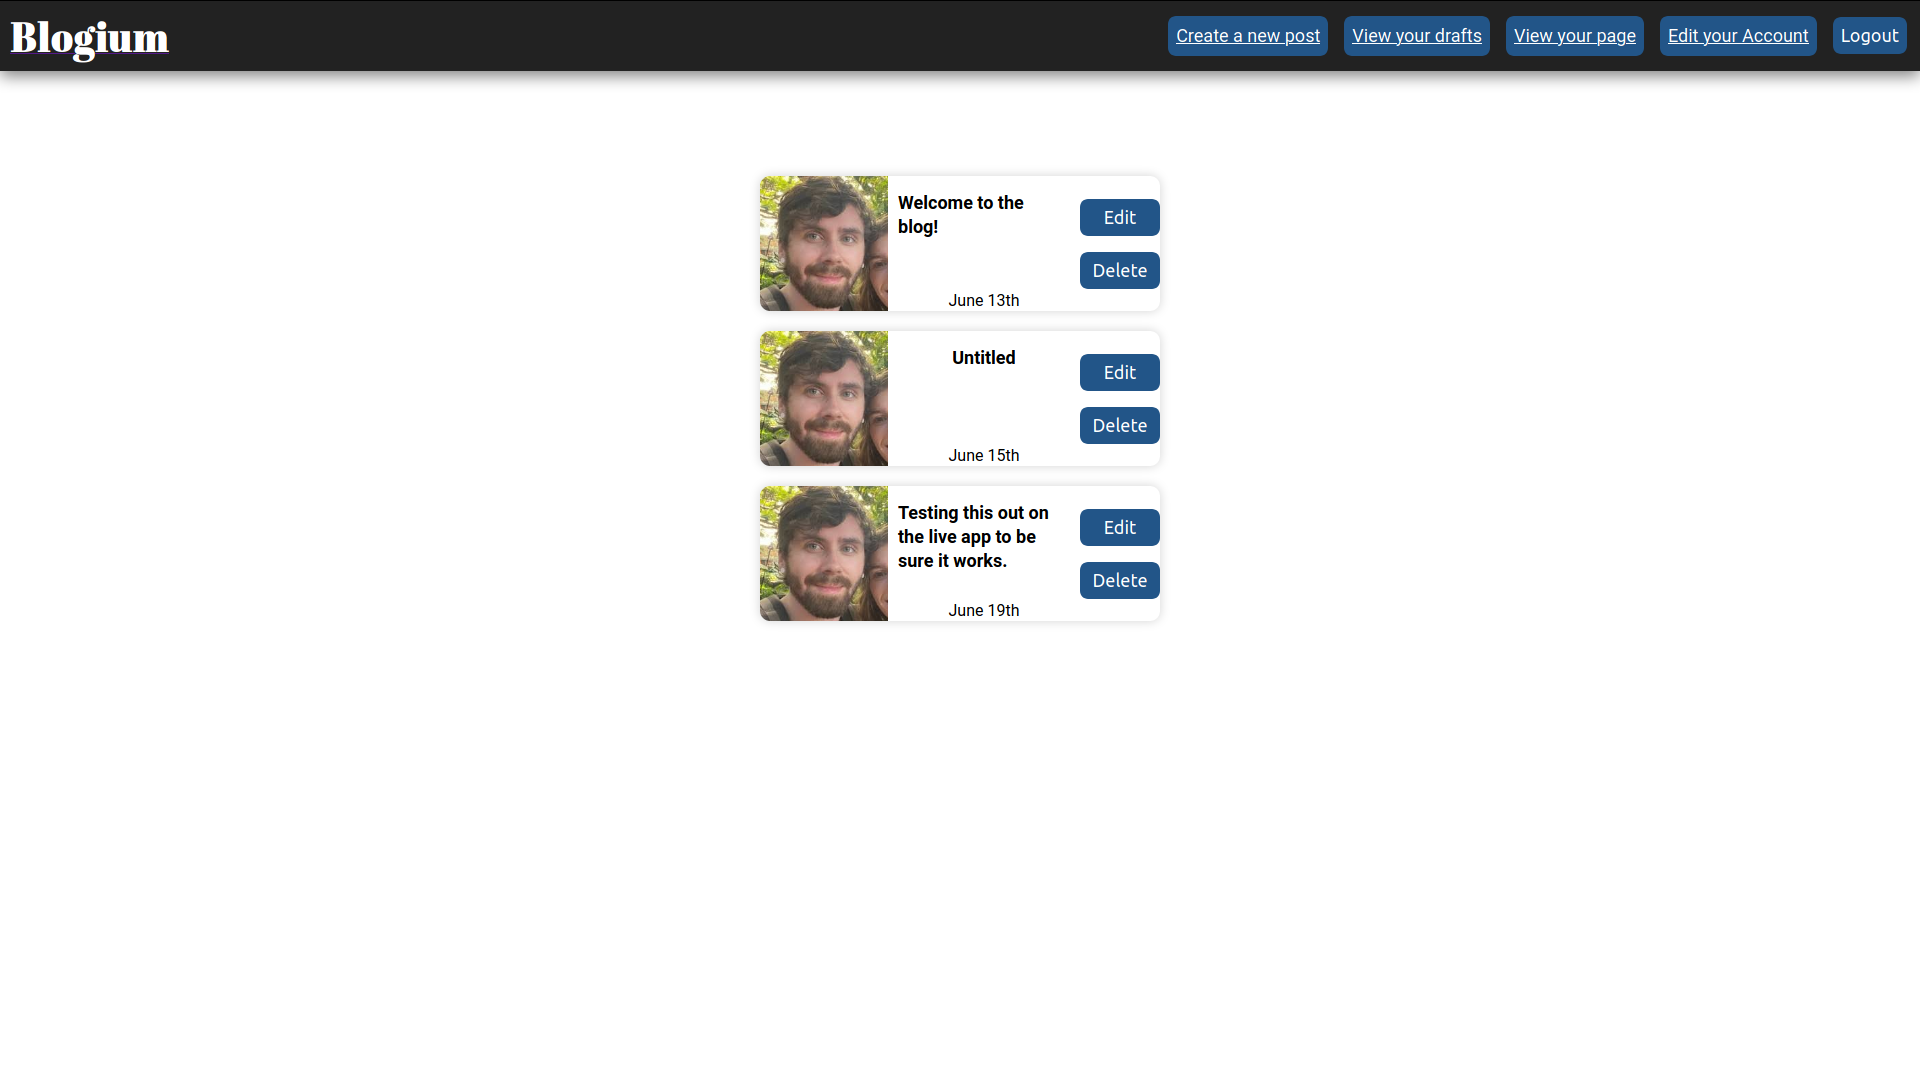 Blogium
Create a new post
View your drafts
View your page
Edit your Account
Logout
Welcome to the
blog!
Edit
Delete
June 13th
Untitled
Edit
Delete
June 15th
Testing this out on
the live app to be
sure it works.
Edit
Delete
June 19th